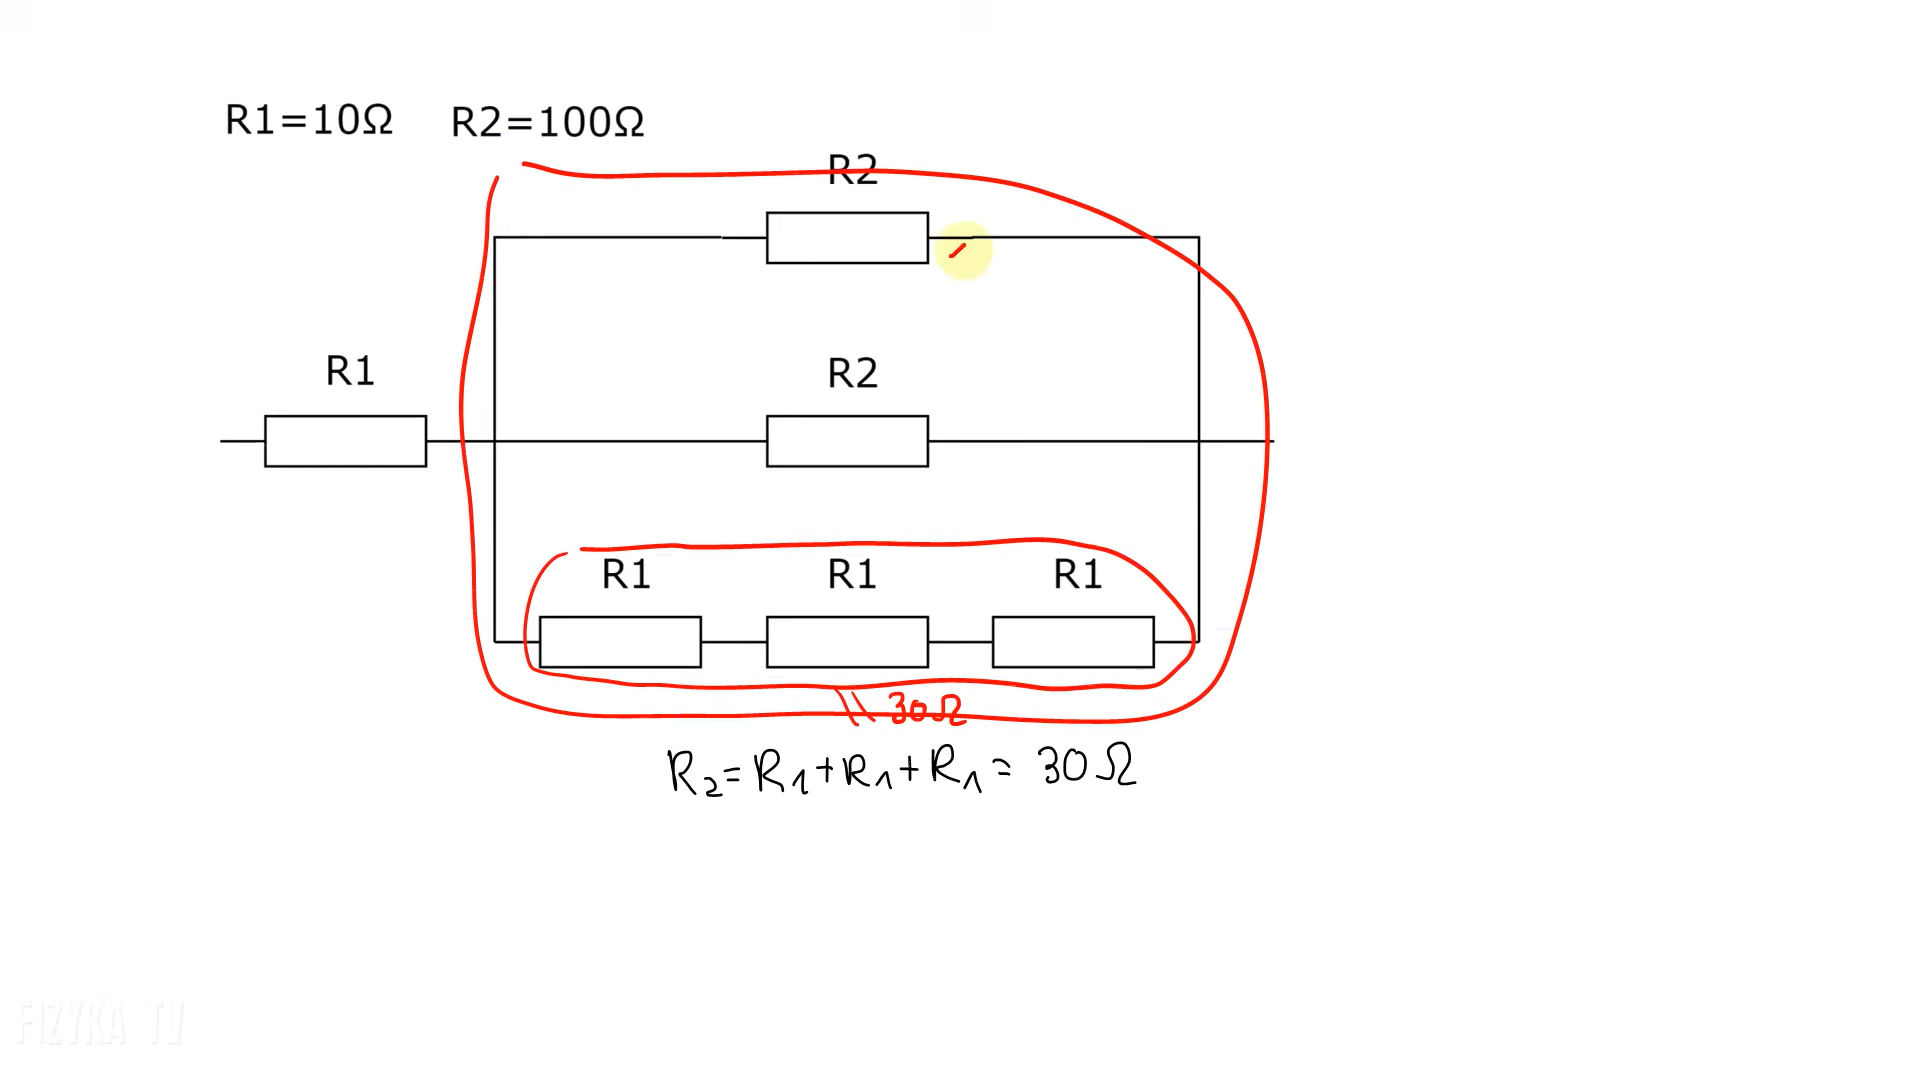 R1=10Ω R2=100Ω
R2
R1
R2
R1 R1 R1
30Ω
R₂=R₁+R₁+R₁= 30Ω
FIZYKA TV